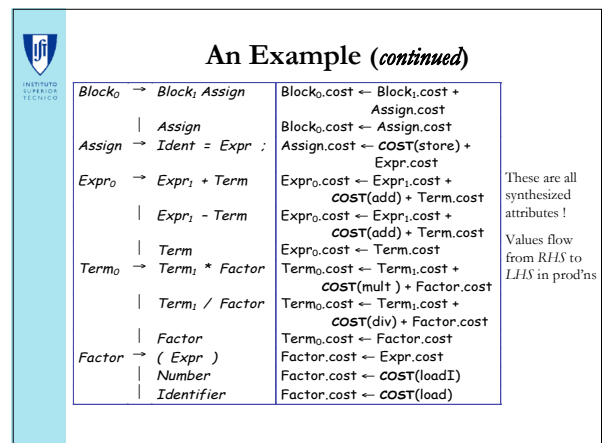 INSTITUTO
SUPERIOR
TÉCNICO
An Example (continued)
Block₀ → Block₁ Assign Block₀.cost ← Block₁.cost +
Assign.cost
| Assign Block₀.cost ← Assign.cost
Assign → Ident = Expr ; Assign.cost ← COST(store) +
Expr.cost
Expr₀ → Expr₁ + Term Expr₀.cost ← Expr₁.cost +
COST(add) + Term.cost
| Expr₁ – Term Expr₀.cost ← Expr₁.cost +
COST(add) + Term.cost
| Term Expr₀.cost ← Term.cost
Term₀ → Term₁ * Factor Term₀.cost ← Term₁.cost +
COST(mult ) + Factor.cost
| Term₁ / Factor Term₀.cost ← Term₁.cost +
COST(div) + Factor.cost
| Factor Term₀.cost ← Factor.cost
Factor → ( Expr ) Factor.cost ← Expr.cost
| Number Factor.cost ← COST(loadI)
| Identifier Factor.cost ← COST(load)
These are all
synthesized
attributes !
Values flow
from RHS to
LHS in prod'ns